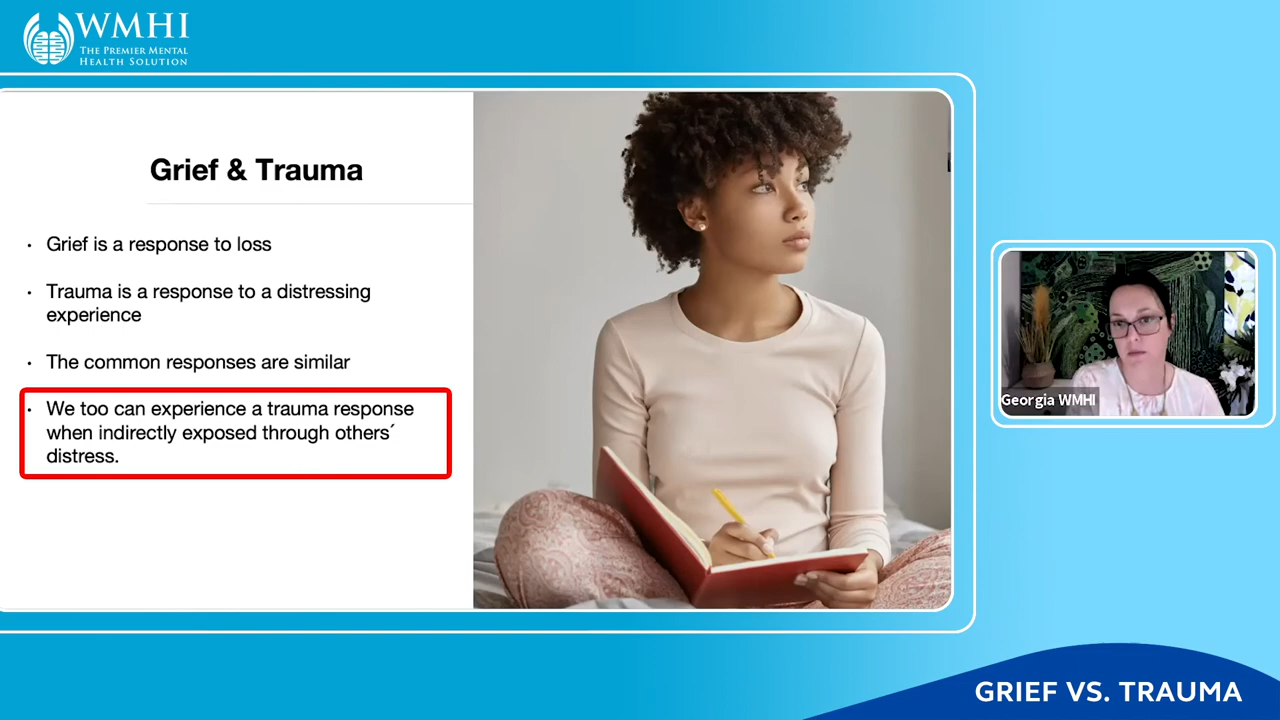 WMHI
THE PREMIER MENTAL
HEALTH SOLUTION
Grief & Trauma
· Grief is a response to loss
· Trauma is a response to a distressing
experience
· The common responses are similar
· We too can experience a trauma response
when indirectly exposed through others´
distress.
Georgia WMHI
GRIEF VS. TRAUMA